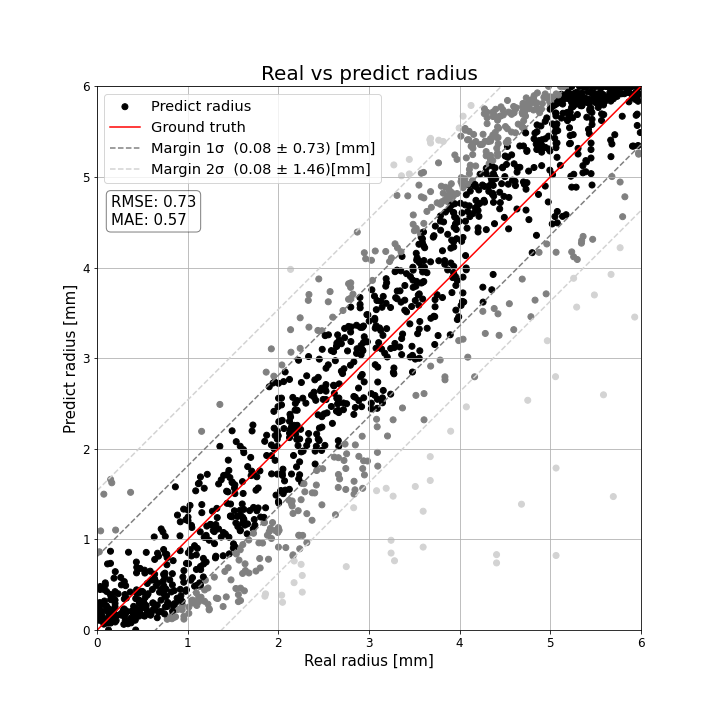 Real vs predict radius
6
5
4
3
2
1
0
Predict radius [mm]
Predict radius
Ground truth
Margin 1σ  (0.08 ± 0.73) [mm]
Margin 2σ  (0.08 ± 1.46)[mm]
RMSE: 0.73
MAE: 0.57
0 1 2 3 4 5 6
Real radius [mm]